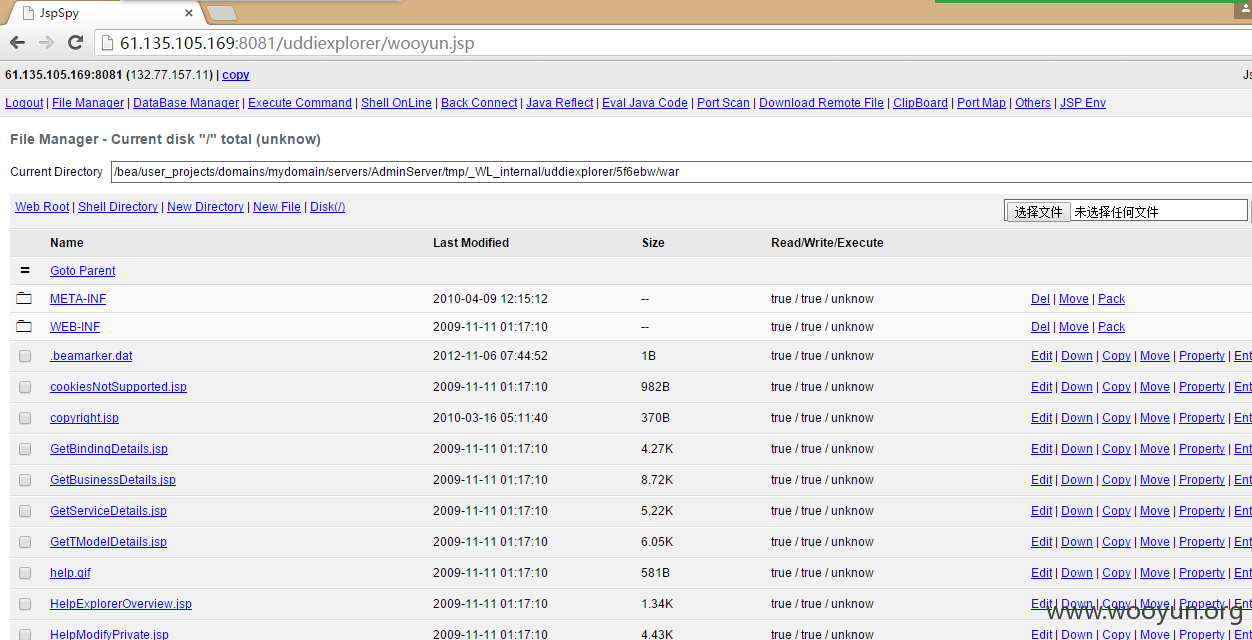 JspSpy
61.135.105.169:8081/uddiexplorer/wooyun.jsp
61.135.105.169:8081 (132.77.157.11) | copy
Logout | File Manager | DataBase Manager | Execute Command | Shell OnLine | Back Connect | Java Reflect | Eval Java Code | Port Scan | Download Remote File | ClipBoard | Port Map | Others | JSP Env
File Manager - Current disk "/" total (unknow)
Current Directory /bea/user_projects/domains/mydomain/servers/AdminServer/tmp/_WL_internal/uddiexplorer/5f6ebw/war
Web Root | Shell Directory | New Directory | New File | Disk(/) 选择文件 未选择任何文件
Name Last Modified Size Read/Write/Execute
= Goto Parent
META-INF 2010-04-09 12:15:12 -- true / true / unknow Del | Move | Pack
WEB-INF 2009-11-11 01:17:10 -- true / true / unknow Del | Move | Pack
.beamarker.dat 2012-11-06 07:44:52 1B true / true / unknow Edit | Down | Copy | Move | Property | Ent
cookiesNotSupported.jsp 2009-11-11 01:17:10 982B true / true / unknow Edit | Down | Copy | Move | Property | Ent
copyright.jsp 2010-03-16 05:11:40 370B true / true / unknow Edit | Down | Copy | Move | Property | Ent
GetBindingDetails.jsp 2009-11-11 01:17:10 4.27K true / true / unknow Edit | Down | Copy | Move | Property | Ent
GetBusinessDetails.jsp 2009-11-11 01:17:10 8.72K true / true / unknow Edit | Down | Copy | Move | Property | Ent
GetServiceDetails.jsp 2009-11-11 01:17:10 5.22K true / true / unknow Edit | Down | Copy | Move | Property | Ent
GetTModelDetails.jsp 2009-11-11 01:17:10 6.05K true / true / unknow Edit | Down | Copy | Move | Property | Ent
help.gif 2009-11-11 01:17:10 581B true / true / unknow Edit | Down | Copy | Move | Property | Ent
HelpExplorerOverview.jsp 2009-11-11 01:17:10 1.34K true / true / unknow Edit | Down | Copy | Move | Property | Ent
www.wooyun.org
HelpModifyPrivate.jsp 2009-11-11 01:17:10 4.43K true / true / unknow Edit | Down | Copy | Move | Property | Ent